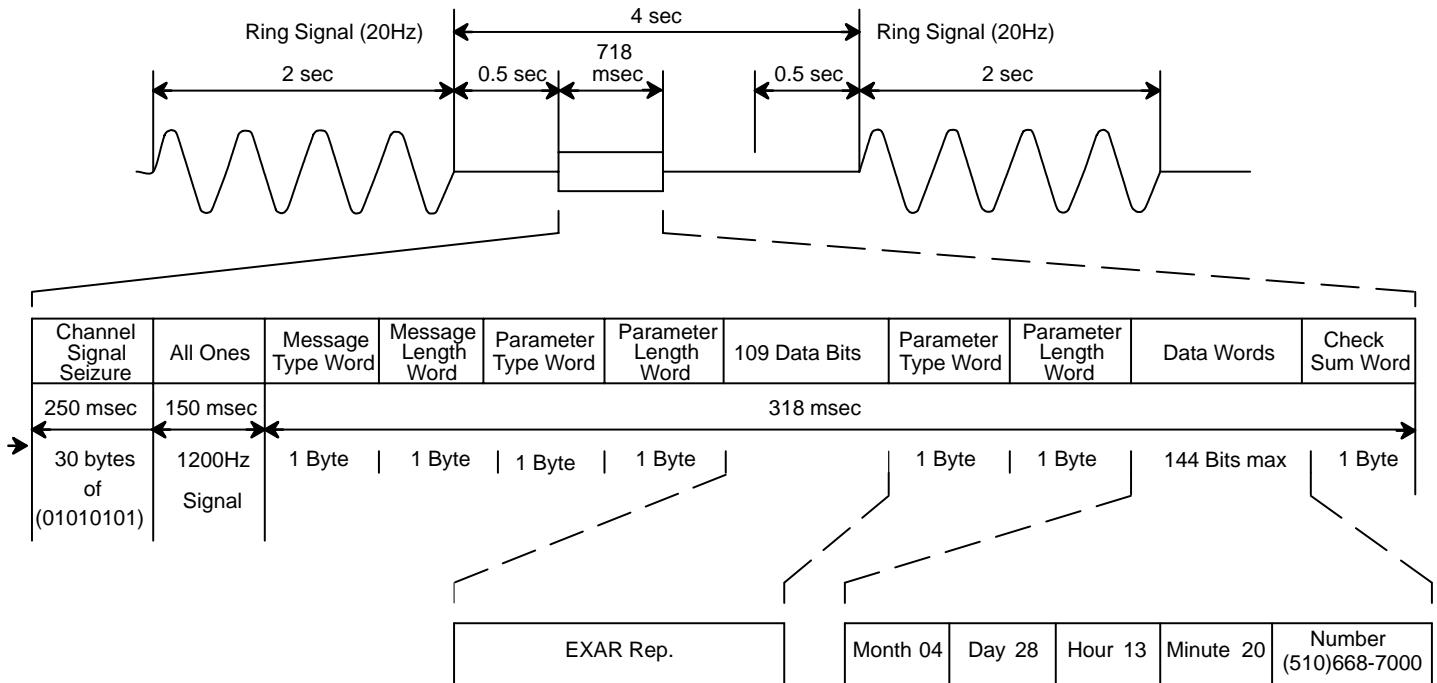 4 sec
Ring Signal (20Hz)
Ring Signal (20Hz)
718
msec
2 sec
0.5 sec
0.5 sec
2 sec
Channel
Signal
Seizure
All Ones
Message
Type Word
Message
Length
Word
Parameter
Type Word
Parameter
Length
Word
109 Data Bits
Parameter
Type Word
Parameter
Length
Word
Data Words
Check
Sum Word
250 msec
150 msec
318 msec
30 bytes
of
(01010101)
1200Hz
Signal
1 Byte
1 Byte
1 Byte
1 Byte
1 Byte
1 Byte
144 Bits max
1 Byte
EXAR Rep.
Month 04
Day 28
Hour 13
Minute 20
Number
(510)668-7000